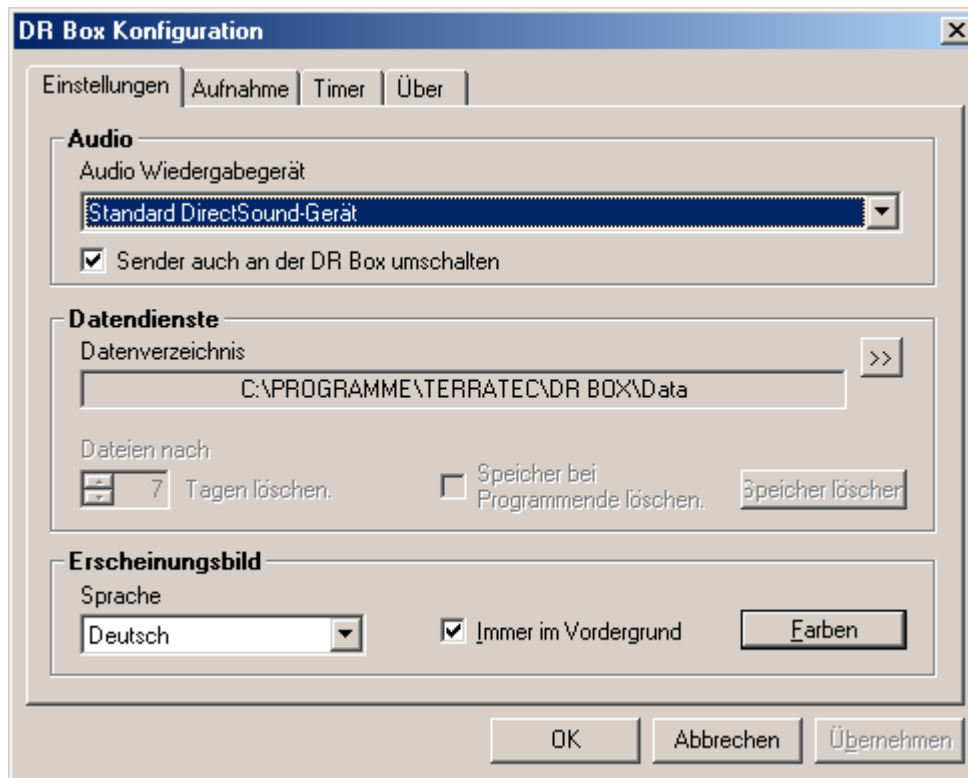 DR Box Konfiguration
Einstellungen Aufnahme Timer Über
Audio
Audio Wiedergabegerät
Standard DirectSound-Gerät
Sender auch an der DR Box umschalten
Datendienste
Datenverzeichnis
>>
C:\PROGRAMME\TERRATEC\DR BOX\Data
Dateien nach
7 Tagen löschen.
Speicher bei
Programmende löschen.
Speicher löschen
Erscheinungsbild
Sprache
Deutsch
Immer im Vordergrund
Farben
OK Abbrechen Übernehmen